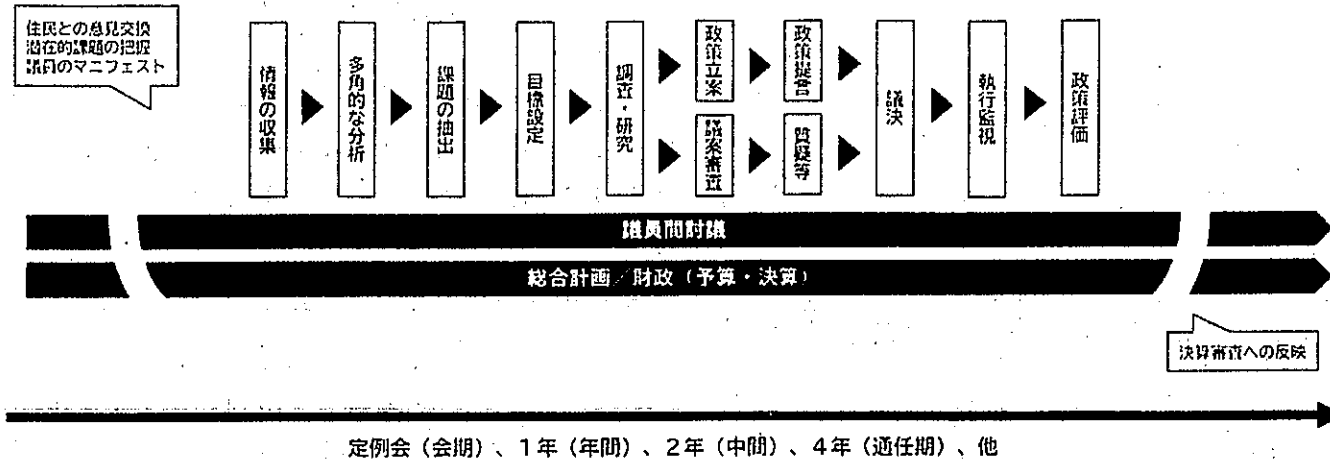 住民との意見交換
潜在的課題の把握
議員のマニフェスト
情報の収集
多角的な分析
課題の抽出
目標設定
調査・研究
政策立案
政策提言
議案審査
質疑等
議決
執行監視
政策評価
議員間討議
総合計画／財政（予算・決算）
決算審査への反映
定例会（会期）、1年（年間）、2年（中間）、4年（通任期）、他